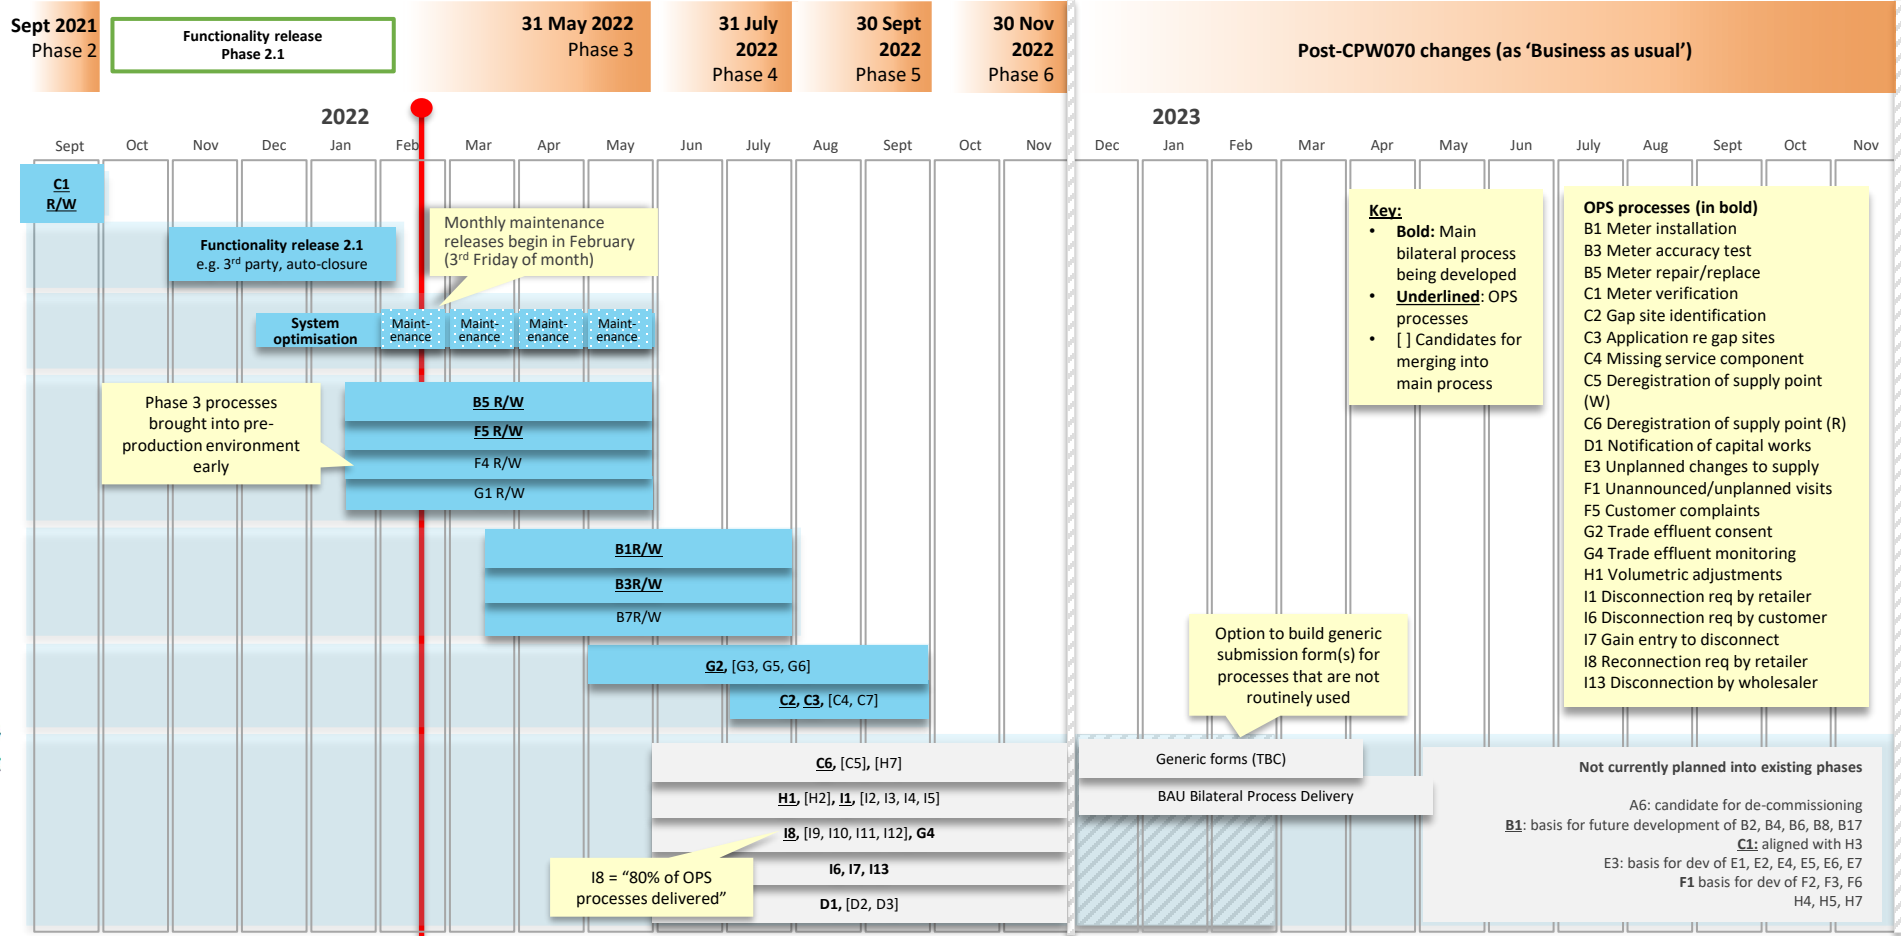 Sept 2021
Phase 2
Functionality release
Phase 2.1
31 May 2022
Phase 3
31 July
2022
Phase 4
30 Sept
2022
Phase 5
30 Nov
2022
Phase 6
Post-CPW070 changes (as ‘Business as usual’)
2022
2023
Sept Oct Nov Dec Jan Feb Mar Apr May Jun July Aug Sept Oct Nov Dec Jan Feb Mar Apr May Jun July Aug Sept Oct Nov
C1
R/W
Functionality release 2.1
e.g. 3rd party, auto-closure
Monthly maintenance
releases begin in February
(3rd Friday of month)
System
optimisation
Maint-
enance
Maint-
enance
Maint-
enance
Maint-
enance
Phase 3 processes
brought into pre-
production environment
early
B5 R/W
F5 R/W
F4 R/W
G1 R/W
B1R/W
B3R/W
B7R/W
G2, [G3, G5, G6]
C2, C3, [C4, C7]
C6, [C5], [H7]
H1, [H2], I1, [I2, I3, I4, I5]
I8, [I9, I10, I11, I12], G4
I6, I7, I13
D1, [D2, D3]
I8 = “80% of OPS
processes delivered”
Option to build generic
submission form(s) for
processes that are not
routinely used
Generic forms (TBC)
BAU Bilateral Process Delivery
Key:
• Bold: Main
bilateral process
being developed
• Underlined: OPS
processes
• [ ] Candidates for
merging into
main process
OPS processes (in bold)
B1 Meter installation
B3 Meter accuracy test
B5 Meter repair/replace
C1 Meter verification
C2 Gap site identification
C3 Application re gap sites
C4 Missing service component
C5 Deregistration of supply point
(W)
C6 Deregistration of supply point (R)
D1 Notification of capital works
E3 Unplanned changes to supply
F1 Unannounced/unplanned visits
F5 Customer complaints
G2 Trade effluent consent
G4 Trade effluent monitoring
H1 Volumetric adjustments
I1 Disconnection req by retailer
I6 Disconnection req by customer
I7 Gain entry to disconnect
I8 Reconnection req by retailer
I13 Disconnection by wholesaler
Not currently planned into existing phases
A6: candidate for de-commissioning
B1: basis for future development of B2, B4, B6, B8, B17
C1: aligned with H3
E3: basis for dev of E1, E2, E4, E5, E6, E7
F1 basis for dev of F2, F3, F6
H4, H5, H7